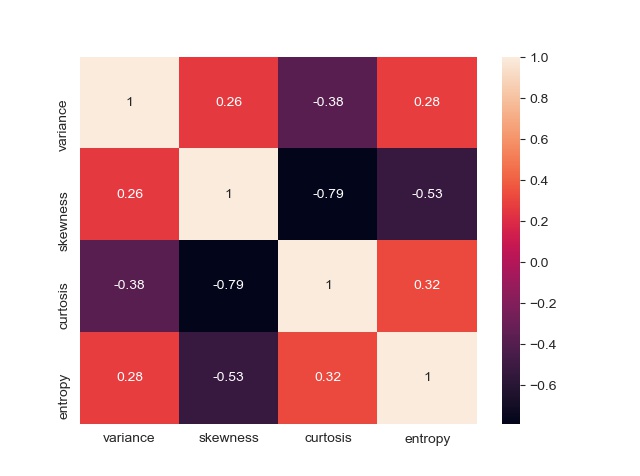 variance 1 0.26 -0.38 0.28
skewness 0.26 1 -0.79 -0.53
curtosis -0.38 -0.79 1 0.32
entropy 0.28 -0.53 0.32 1
variance skewness curtosis entropy
1.0
0.8
0.6
0.4
0.2
0.0
−0.2
−0.4
−0.6